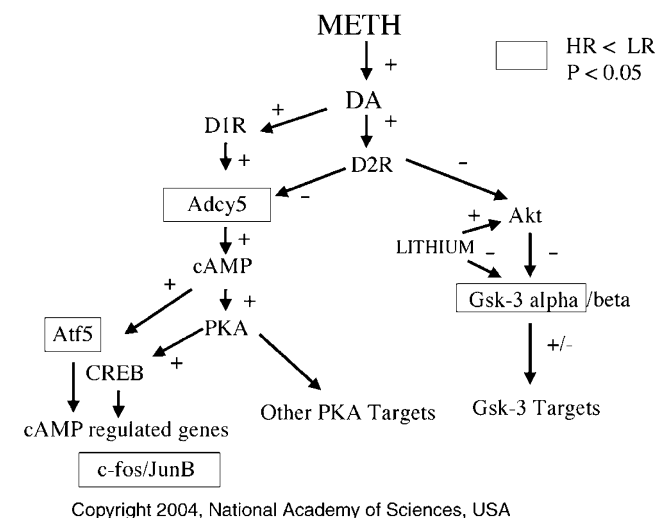 METH
HR < LR
P < 0.05
+
DA
+
+
D1R
+
D2R
-
-
Adcy5
+
Akt
+
LITHIUM
-
-
cAMP
+
+
Gsk-3 alpha/beta
Atf5
PKA
+/-
CREB
+
Other PKA Targets
Gsk-3 Targets
cAMP regulated genes
c-fos/JunB
Copyright 2004, National Academy of Sciences, USA